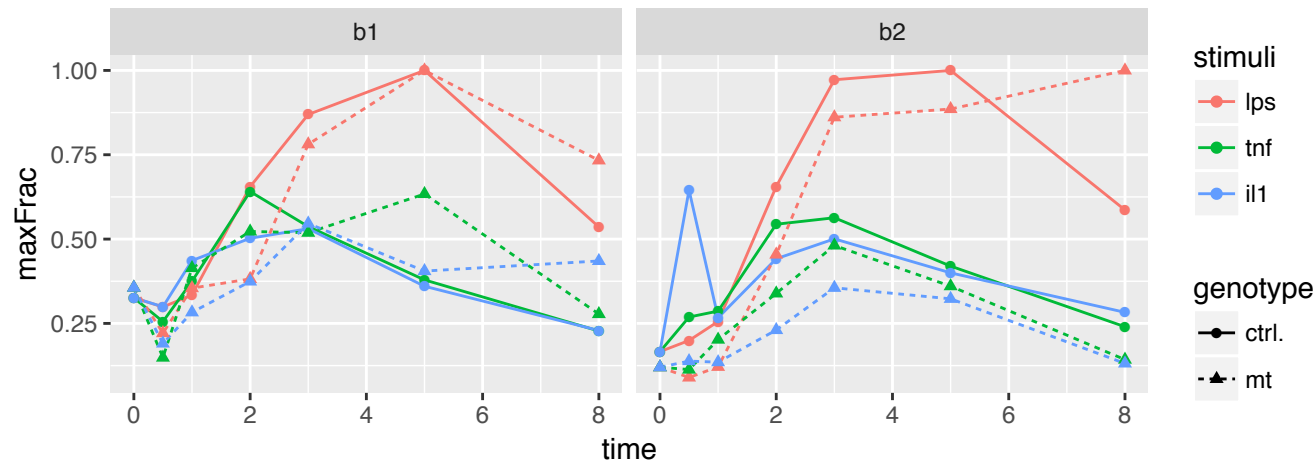 b1
b2
maxFrac
1.00
0.75
0.50
0.25
0 2 4 6 8
0 2 4 6 8
time
stimuli
lps
tnf
il1
genotype
ctrl.
mt